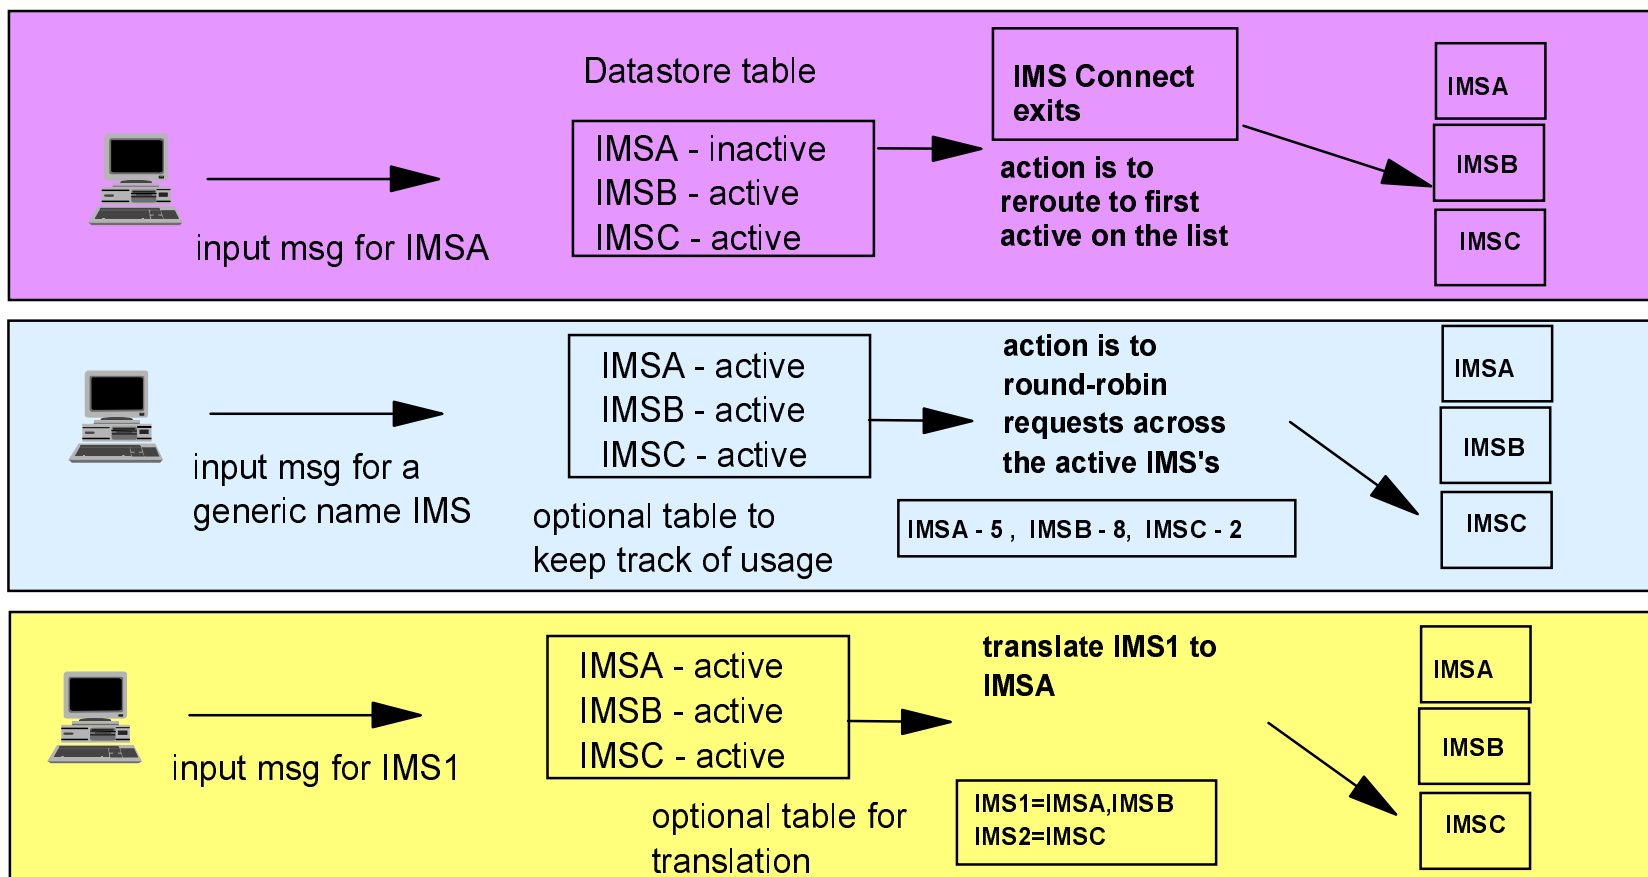 Datastore table
IMSA - inactive
IMSB - active
IMSC - active
input msg for IMSA
IMS Connect
exits
action is to
reroute to first
active on the list
IMSA
IMSB
IMSC
input msg for a
generic name IMS
IMSA - active
IMSB - active
IMSC - active
optional table to
keep track of usage
action is to
round-robin
requests across
the active IMS's
IMSA - 5 , IMSB - 8, IMSC - 2
IMSA
IMSB
IMSC
input msg for IMS1
IMSA - active
IMSB - active
IMSC - active
optional table for
translation
translate IMS1 to
IMSA
IMS1=IMSA,IMSB
IMS2=IMSC
IMSA
IMSB
IMSC